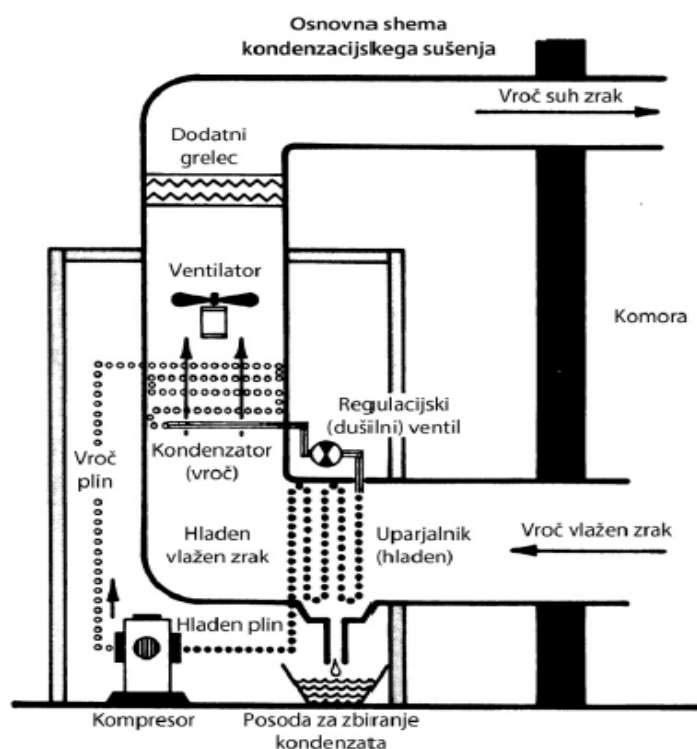 Osnovna shema
kondenzacijskega sušenja
Vroč suh zrak
Dodatni
grelec
Ventilator
Komora
Regulacijski
(dušilni) ventil
Vroč
plin
Kondenzator
(vroč)
Hladen
vlažen zrak
Uparjalnik
(hladen)
Vroč vlažen zrak
Hladen plin
Kompresor
Posoda za zbiranje
kondenzata